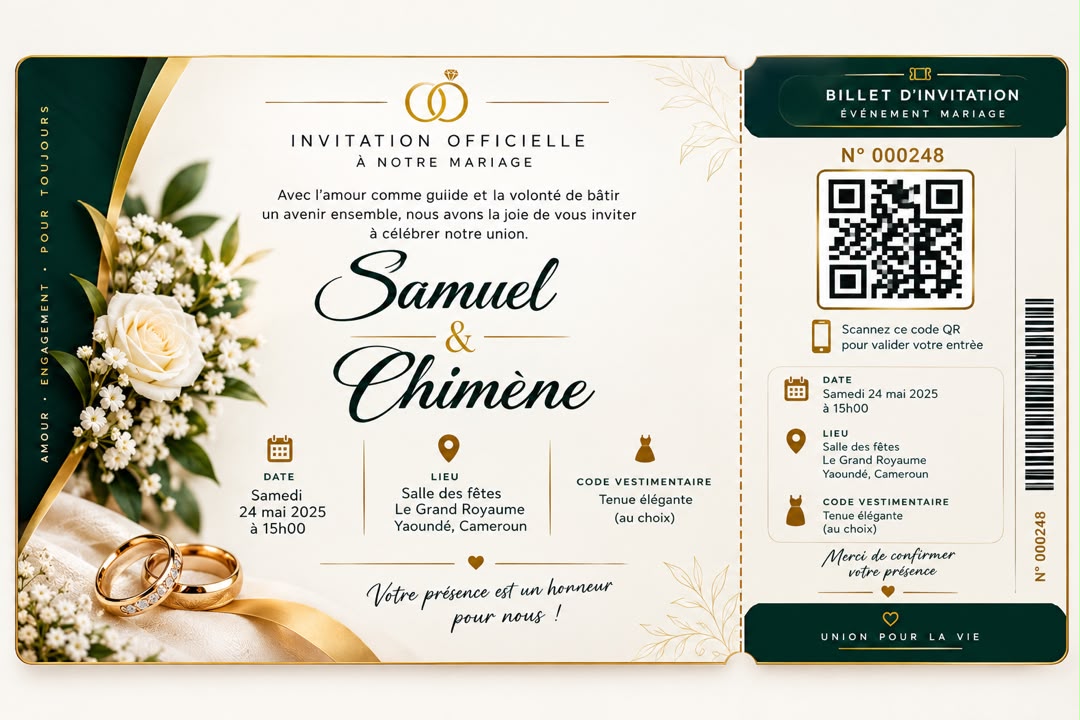 AMOUR • ENGAGEMENT • POUR TOUJOURS
INVITATION OFFICIELLE
À NOTRE MARIAGE
Avec l'amour comme guiide et la volonté de bâtir
un avenir ensemble, nous avons la joie de vous inviter
à célébrer notre union.
Samuel
&
Chimène
DATE
Samedi
24 mai 2025
à 15h00
LIEU
Salle des fêtes
Le Grand Royaume
Yaoundé, Cameroun
CODE VESTIMENTAIRE
Tenue élégante
(au choix)
Votre présence est un honneur
pour nous !
BILLET D'INVITATION
ÉVÉNEMENT MARIAGE
N° 000248
Scannez ce code QR
pour valider votre entrèe
DATE
Samedi 24 mai 2025
à 15h00
LIEU
Salle des fêtes
Le Grand Royaume
Yaoundé, Cameroun
CODE VESTIMENTAIRE
Tenue élégante
(au choix)
Merci de confirmer
votre présence
N° 000248
UNION POUR LA VIE